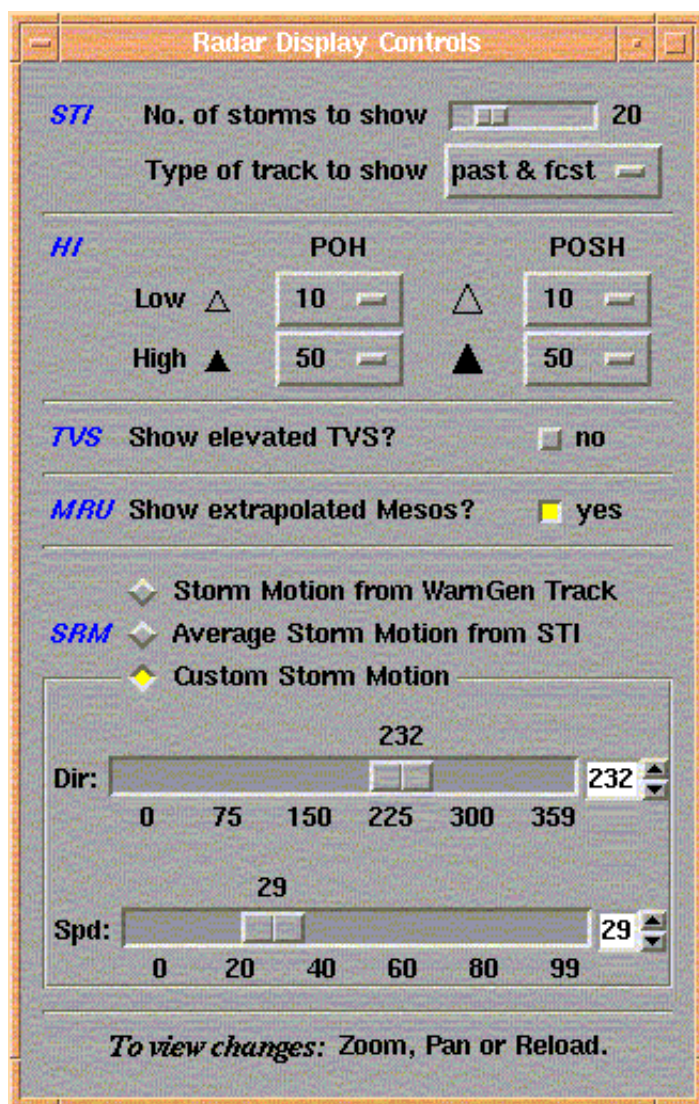 Radar Display Controls
STI No. of storms to show 20
Type of track to show past & fcst
HI POH POSH
Low 10 10
High 50 50
TVS Show elevated TVS? no
MRU Show extrapolated Mesos? yes
Storm Motion from WarnGen Track
SRM Average Storm Motion from STI
Custom Storm Motion
232
Dir: 232
0 75 150 225 300 359
29
Spd: 29
0 20 40 60 80 99
To view changes: Zoom, Pan or Reload.